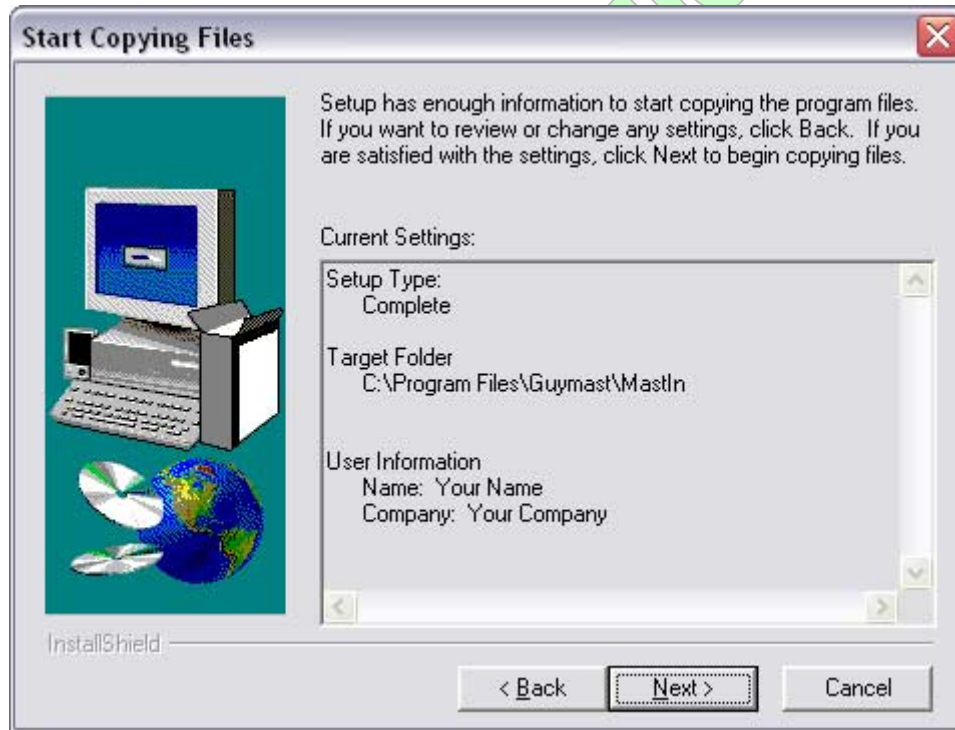 Start Copying Files
Setup has enough information to start copying the program files.
If you want to review or change any settings, click Back. If you
are satisfied with the settings, click Next to begin copying files.
Current Settings:
Setup Type:
Complete
Target Folder
C:\Program Files\Guymast\MastIn
User Information
Name: Your Name
Company: Your Company
InstallShield
< Back
Next >
Cancel